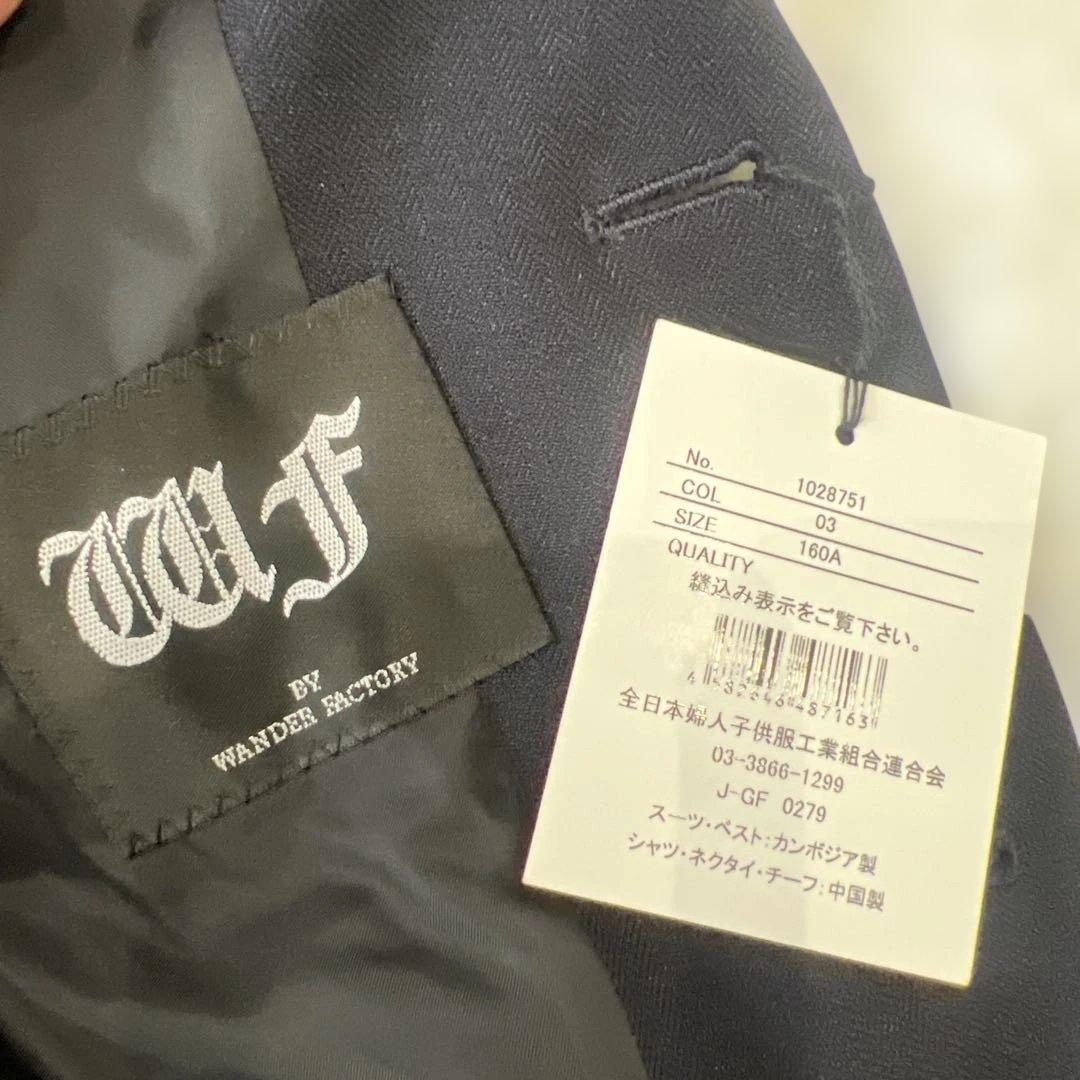 WF
BY
WANDER FACTORY
No. 1028751
COL 03
SIZE 160A
QUALITY
縫込み表示をご覧下さい。
全日本婦人子供服工業組合連合会
03-3866-1299
J-GF 0279
スーツ・ベスト：カンボジア製
シャツ・ネクタイ・チーフ：中国製